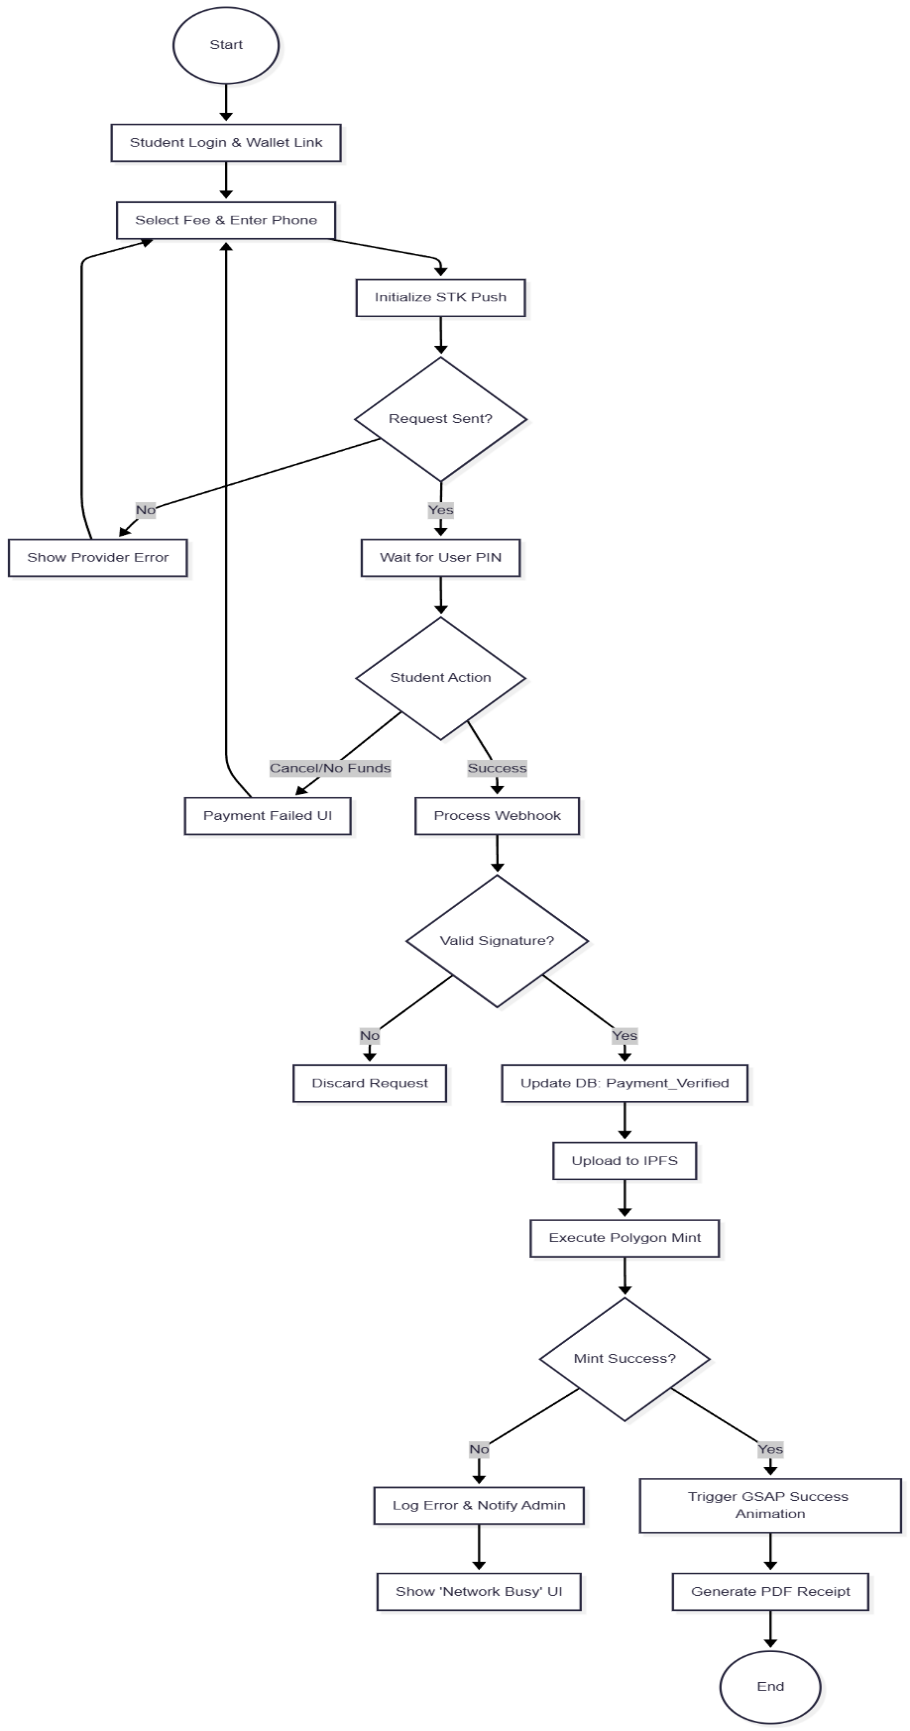 Start
Student Login & Wallet Link
Select Fee & Enter Phone
Initialize STK Push
Request Sent?
No
Yes
Show Provider Error
Wait for User PIN
Student Action
Cancel/No Funds
Success
Payment Failed UI
Process Webhook
Valid Signature?
No
Yes
Discard Request
Update DB: Payment_Verified
Upload to IPFS
Execute Polygon Mint
Mint Success?
No
Yes
Log Error & Notify Admin
Trigger GSAP Success
Animation
Show 'Network Busy' UI
Generate PDF Receipt
End